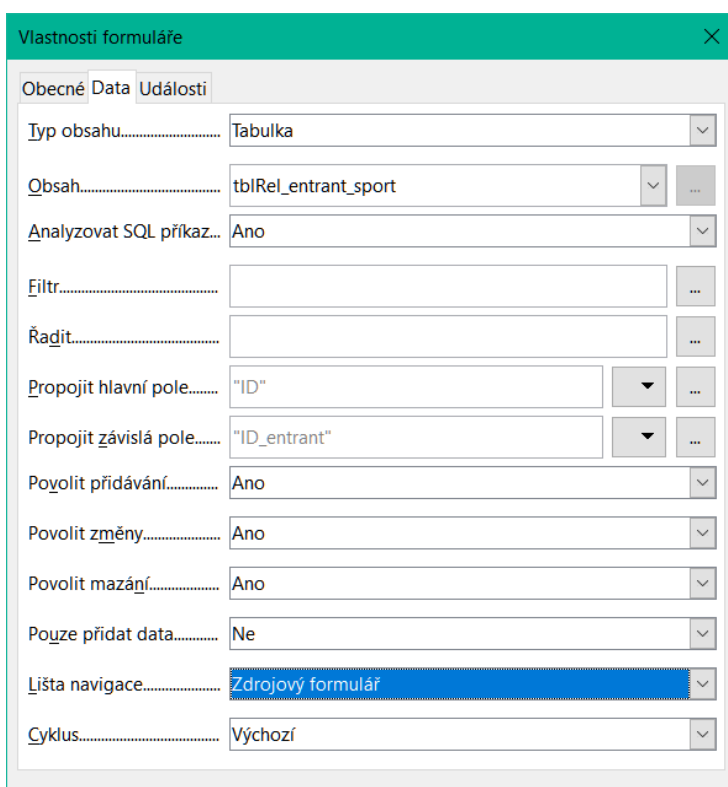 Vlastnosti formuláře
Obecné Data Události
Typ obsahu............................ Tabulka
Obsah...................................... tblRel_entrant_sport
...
Analyzovat SQL příkaz... Ano
Filtr...........................................
...
Řadit........................................
...
Propojit hlavní pole........ "ID"
...
Propojit závislá pole....... "ID_entrant"
...
Povolit přidávání.............. Ano
Povolit změny..................... Ano
Povolit mazání................... Ano
Pouze přidat data............ Ne
Lišta navigace..................... Zdrojový formulář
Cyklus...................................... Výchozí